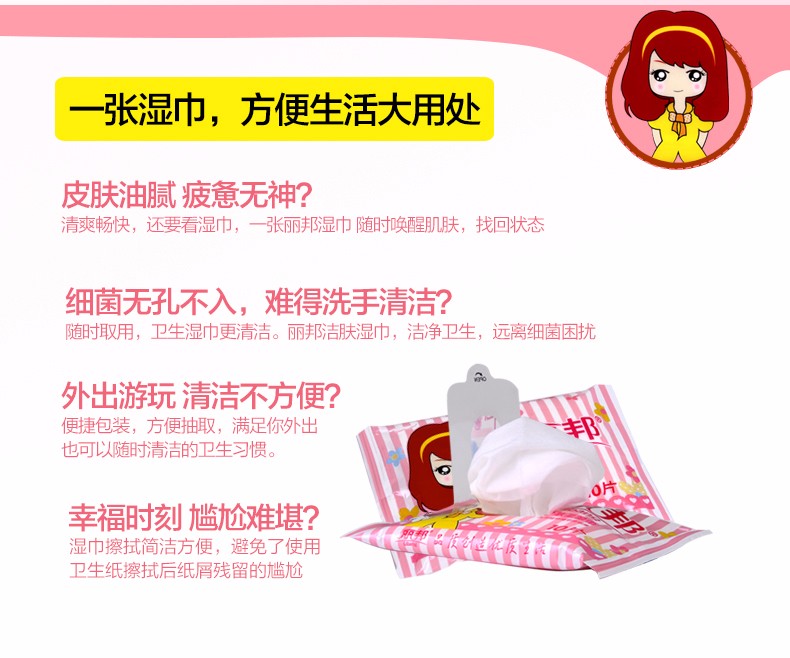 一张湿巾，方便生活大用处
皮肤油腻 疲惫无神？
清爽畅快，还要看湿巾，一张丽邦湿巾 随时唤醒肌肤，找回状态
细菌无孔不入，难得洗手清洁？
随时取用，卫生湿巾更清洁。丽邦洁肤湿巾，洁净卫生，远离细菌困扰
外出游玩 清洁不方便？
便捷包装，方便抽取，满足你外出
也可以随时清洁的卫生习惯。
幸福时刻 尴尬难堪？
湿巾擦拭简洁方便，避免了使用
卫生纸擦拭后纸屑残留的尴尬
邦®
10片
10片
邦®
丽邦